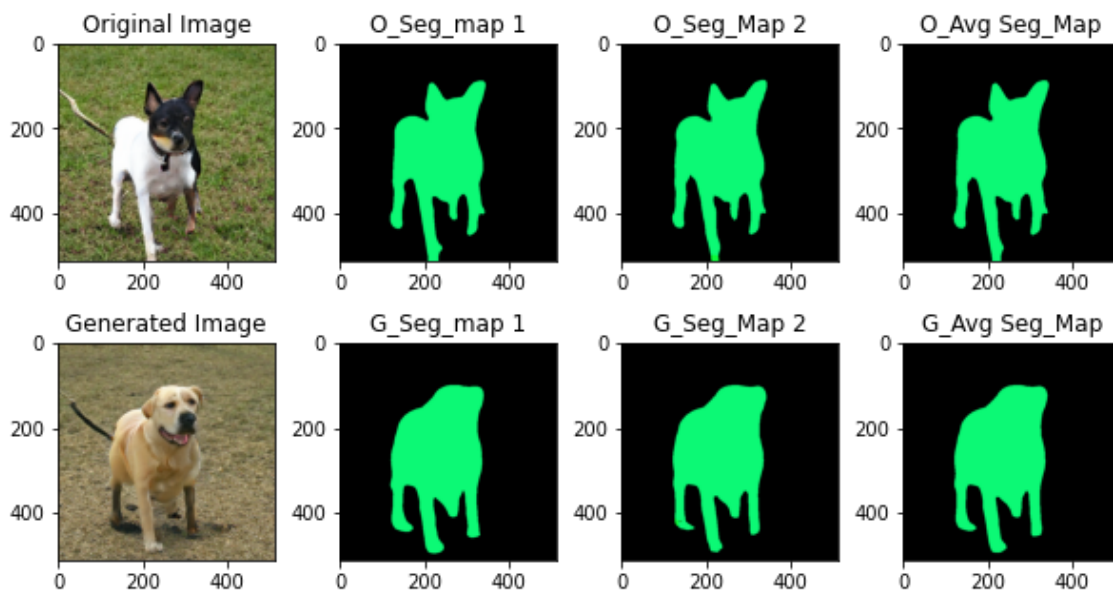 Original Image O_Seg_map 1 O_Seg_Map 2 O_Avg Seg_Map
0 0 0 0
200 200 200 200
400 400 400 400
0 200 400 0 200 400 0 200 400 0 200 400
Generated Image G_Seg_map 1 G_Seg_Map 2 G_Avg Seg_Map
0 0 0 0
200 200 200 200
400 400 400 400
0 200 400 0 200 400 0 200 400 0 200 400